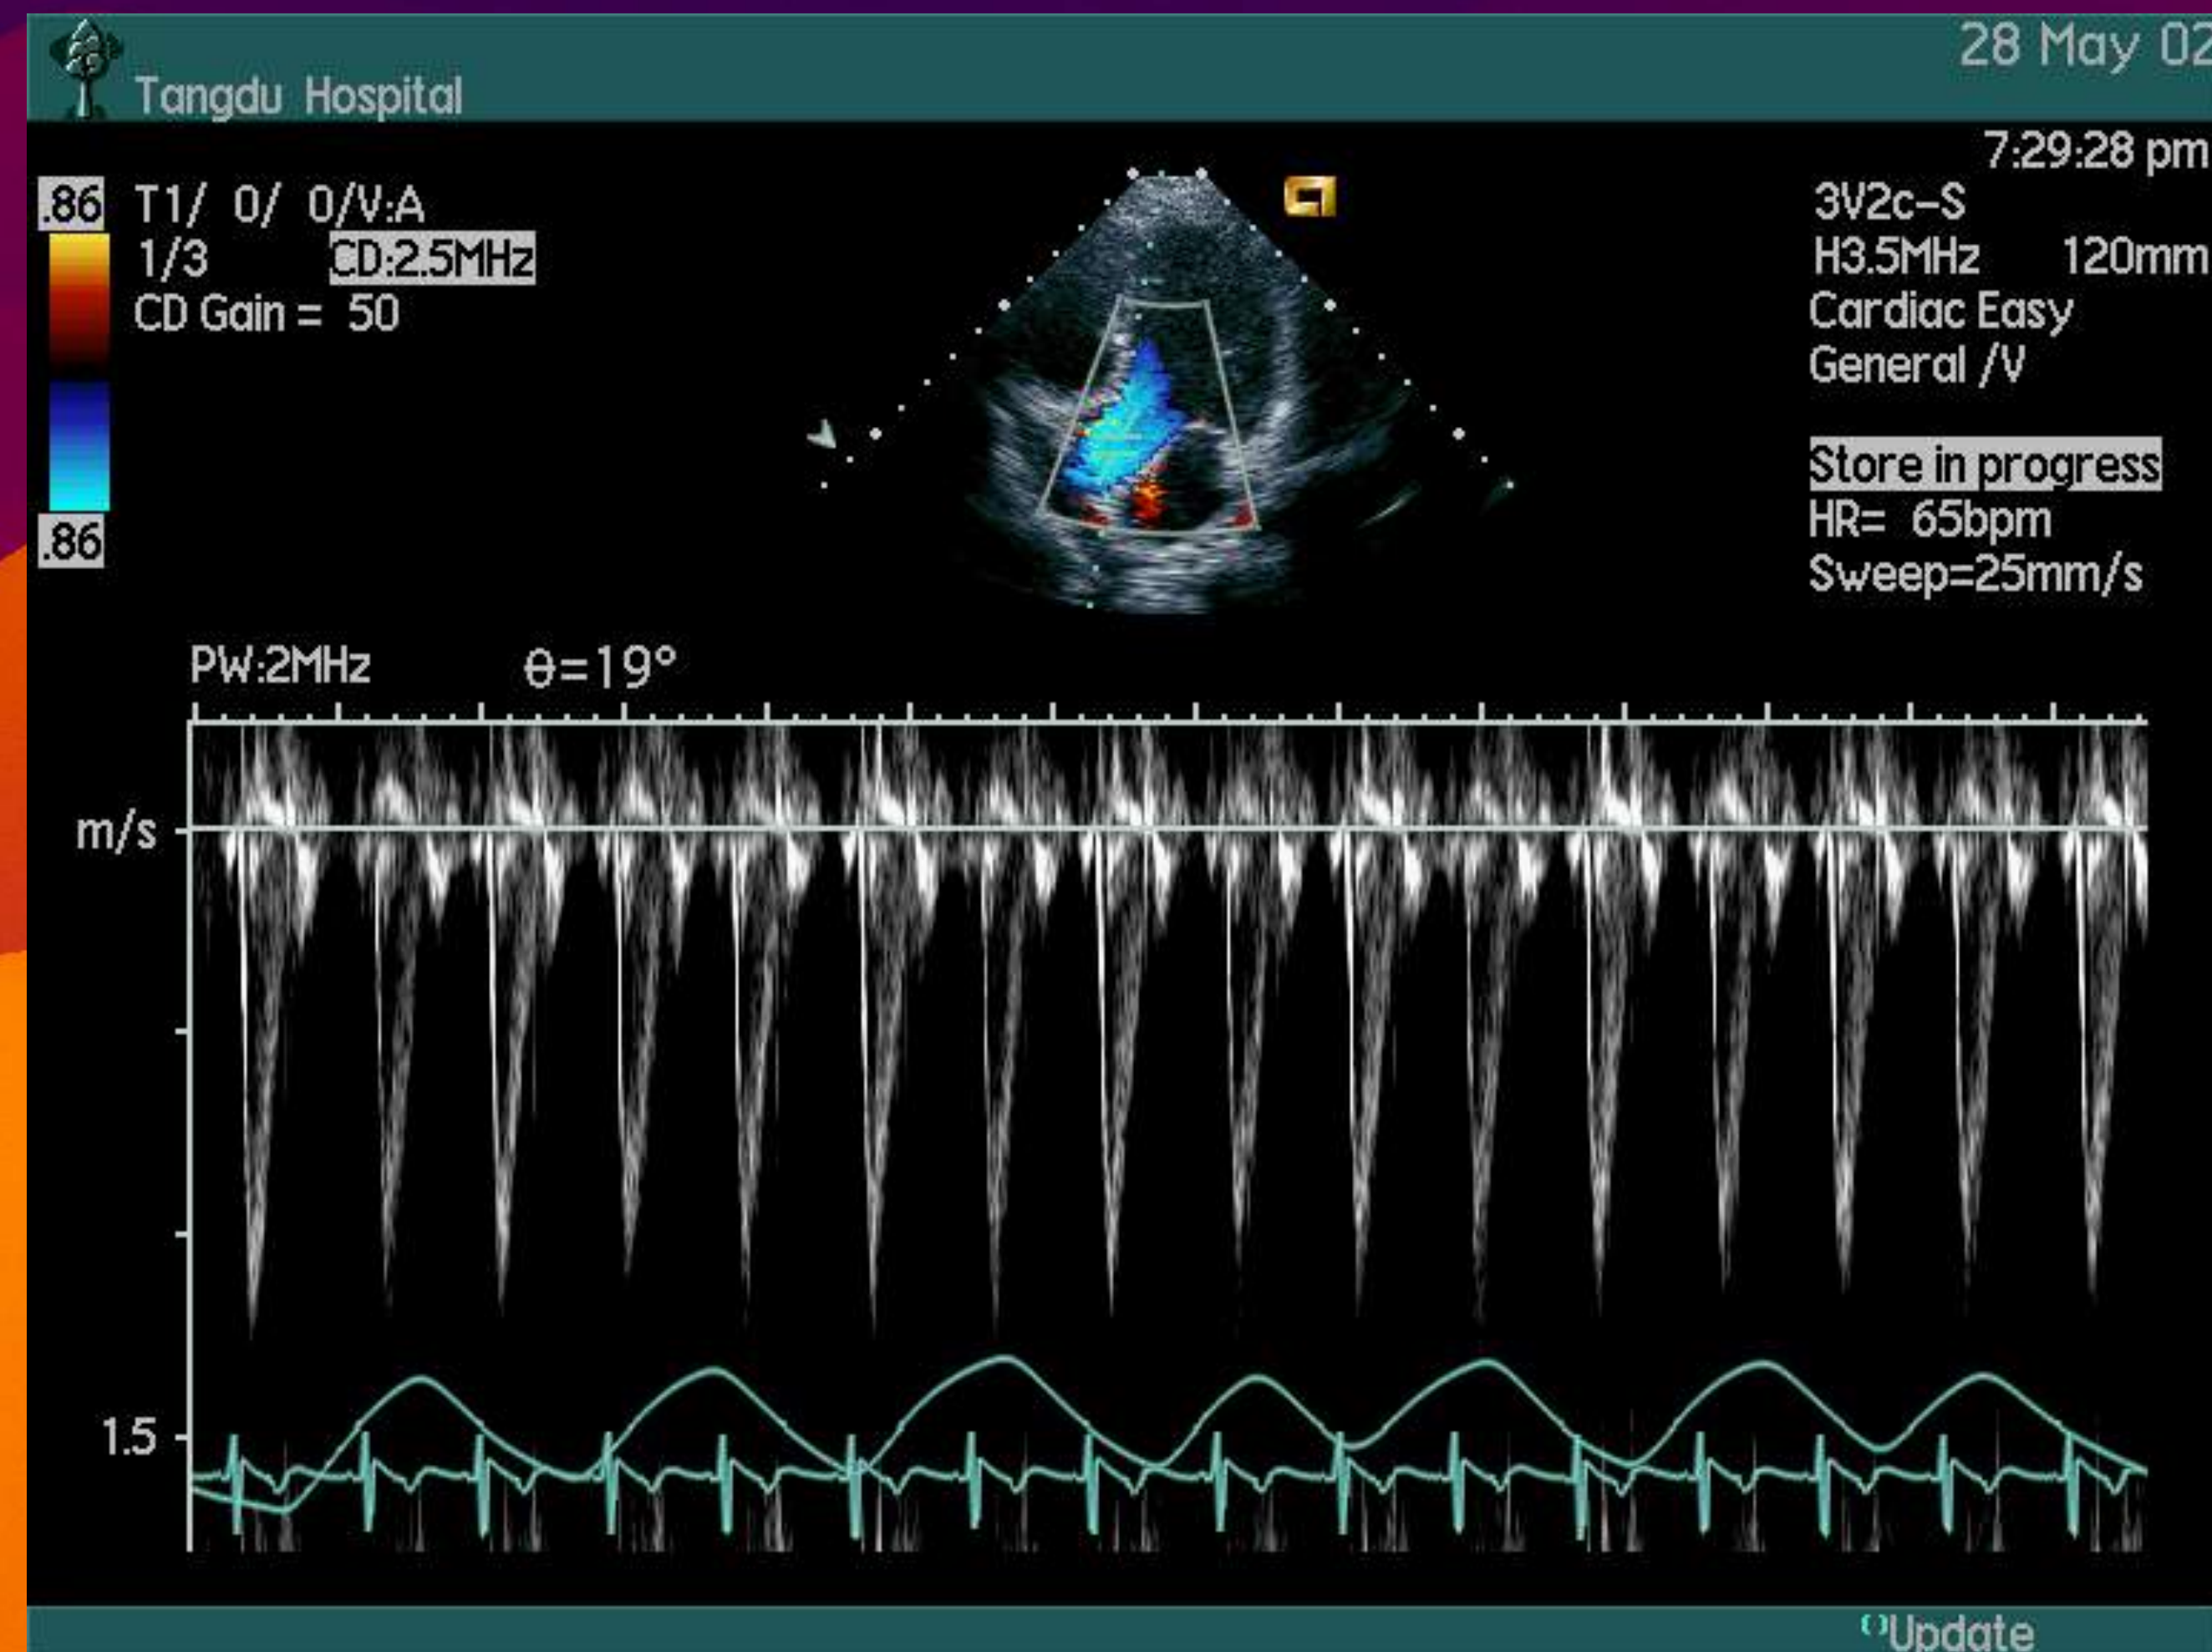 28 May 02
Tangdu Hospital
7:29:28 pm
.86
T1/ 0/ 0/V:A
1/3 CD:2.5MHz
CD Gain = 50
.86
3V2c-S
H3.5MHz 120mm
Cardiac Easy
General /V
Store in progress
HR= 65bpm
Sweep=25mm/s
PW:2MHz θ=19°
m/s
1.5
Update